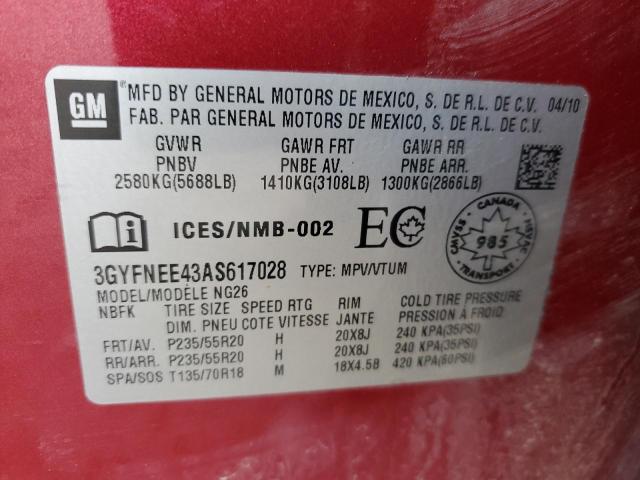 GM ® MFD BY GENERAL MOTORS DE MEXICO, S. DE R.L. DE C.V. 04/10
FAB. PAR GENERAL MOTORS DE MEXICO, S. DE R.L. DE C.V.
GVWR GAWR FRT GAWR RR
PNBV PNBE AV. PNBE ARR.
2580KG(5688LB) 1410KG(3108LB) 1300KG(2866LB)
i ICES/NMB-002 EC CANADA CMVSS 985 HVAC TRANSPORT
3GYFNEE43AS617028 TYPE: MPV/VTUM
MODEL/MODÉLE NG26
NBFK TIRE SIZE SPEED RTG RIM COLD TIRE PRESSURE
DIM. PNEU COTE VITESSE JANTE PRESSION À FROID
FRT/AV. P235/55R20 H 20X8J 240 KPA(35PSI)
RR/ARR. P235/55R20 H 20X8J 240 KPA(35PSI)
SPA/SOS T135/70R18 M 18X4.5B 420 KPA(60PSI)